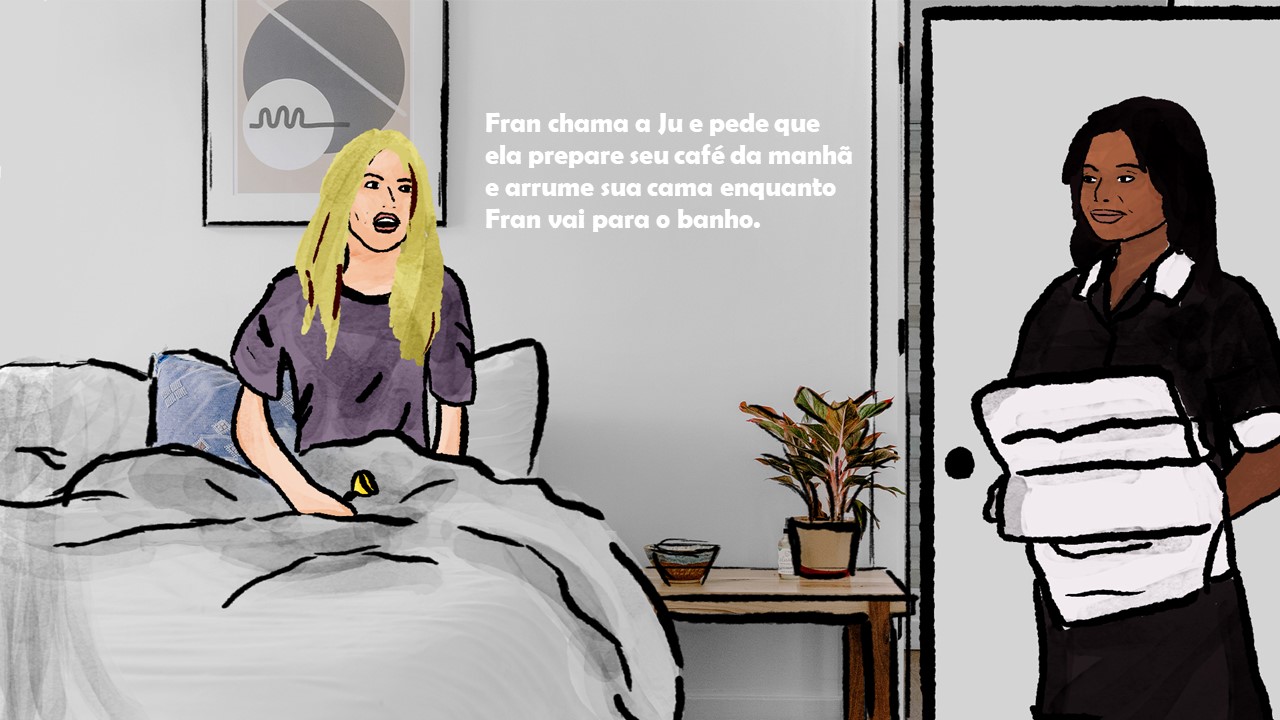 Fran chama a Ju e pede que
ela prepare seu café da manhã
e arrume sua cama enquanto
Fran vai para o banho.